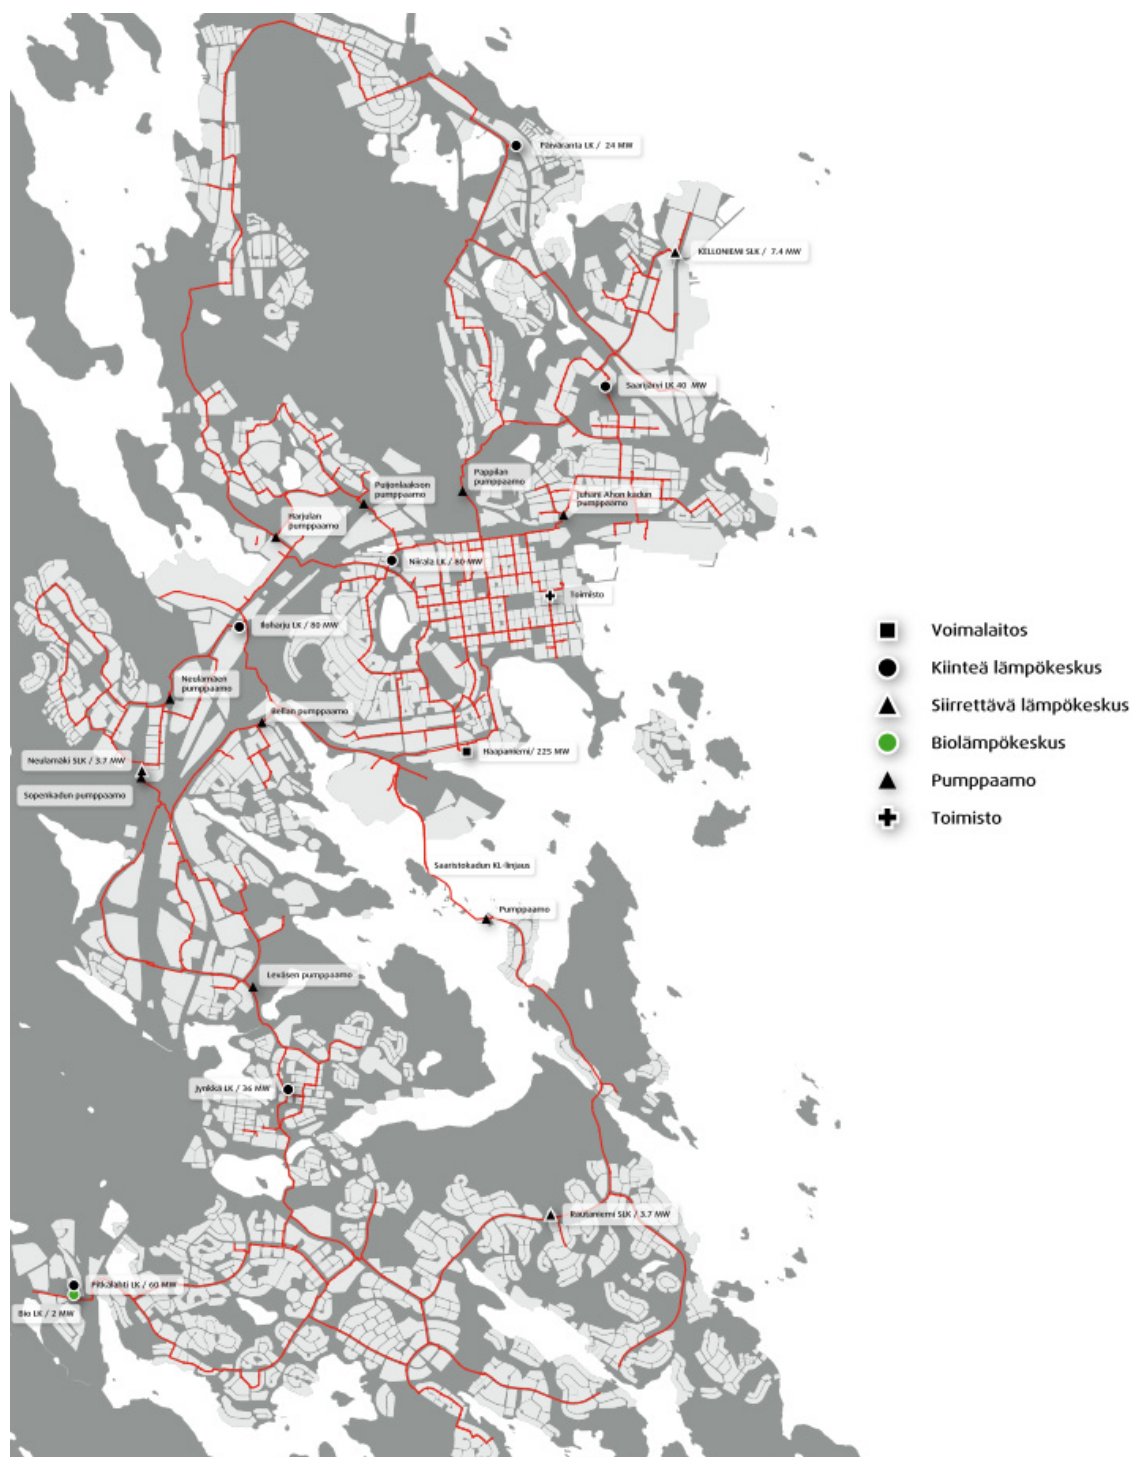 Päiväranta LK / 24 MW
KELLONIEMI SLK / 7.4 MW
Saarijärvi LK 40 MW
Pappilan
pumppaamo
Puijonlaakson
pumppaamo
Juhani Ahon kadun
pumppaamo
Harjulan
pumppaamo
Niirala LK / 80 MW
Toimisto
Iloharju LK / 80 MW
Neulamäen
pumppaamo
Bellan pumppaamo
Haapaniemi/ 225 MW
Neulamäki SLK / 3.7 MW
Sopenkadun pumppaamo
Saaristokadun KL-linjaus
Pumppaamo
Leväsen pumppaamo
Jynkkä LK / 36 MW
Rautaniemi SLK / 3.7 MW
Pitkälahti LK / 60 MW
Bio LK / 2 MW
Voimalaitos
Kiinteä lämpökeskus
Siirrettävä lämpökeskus
Biolämpökeskus
Pumppaamo
Toimisto